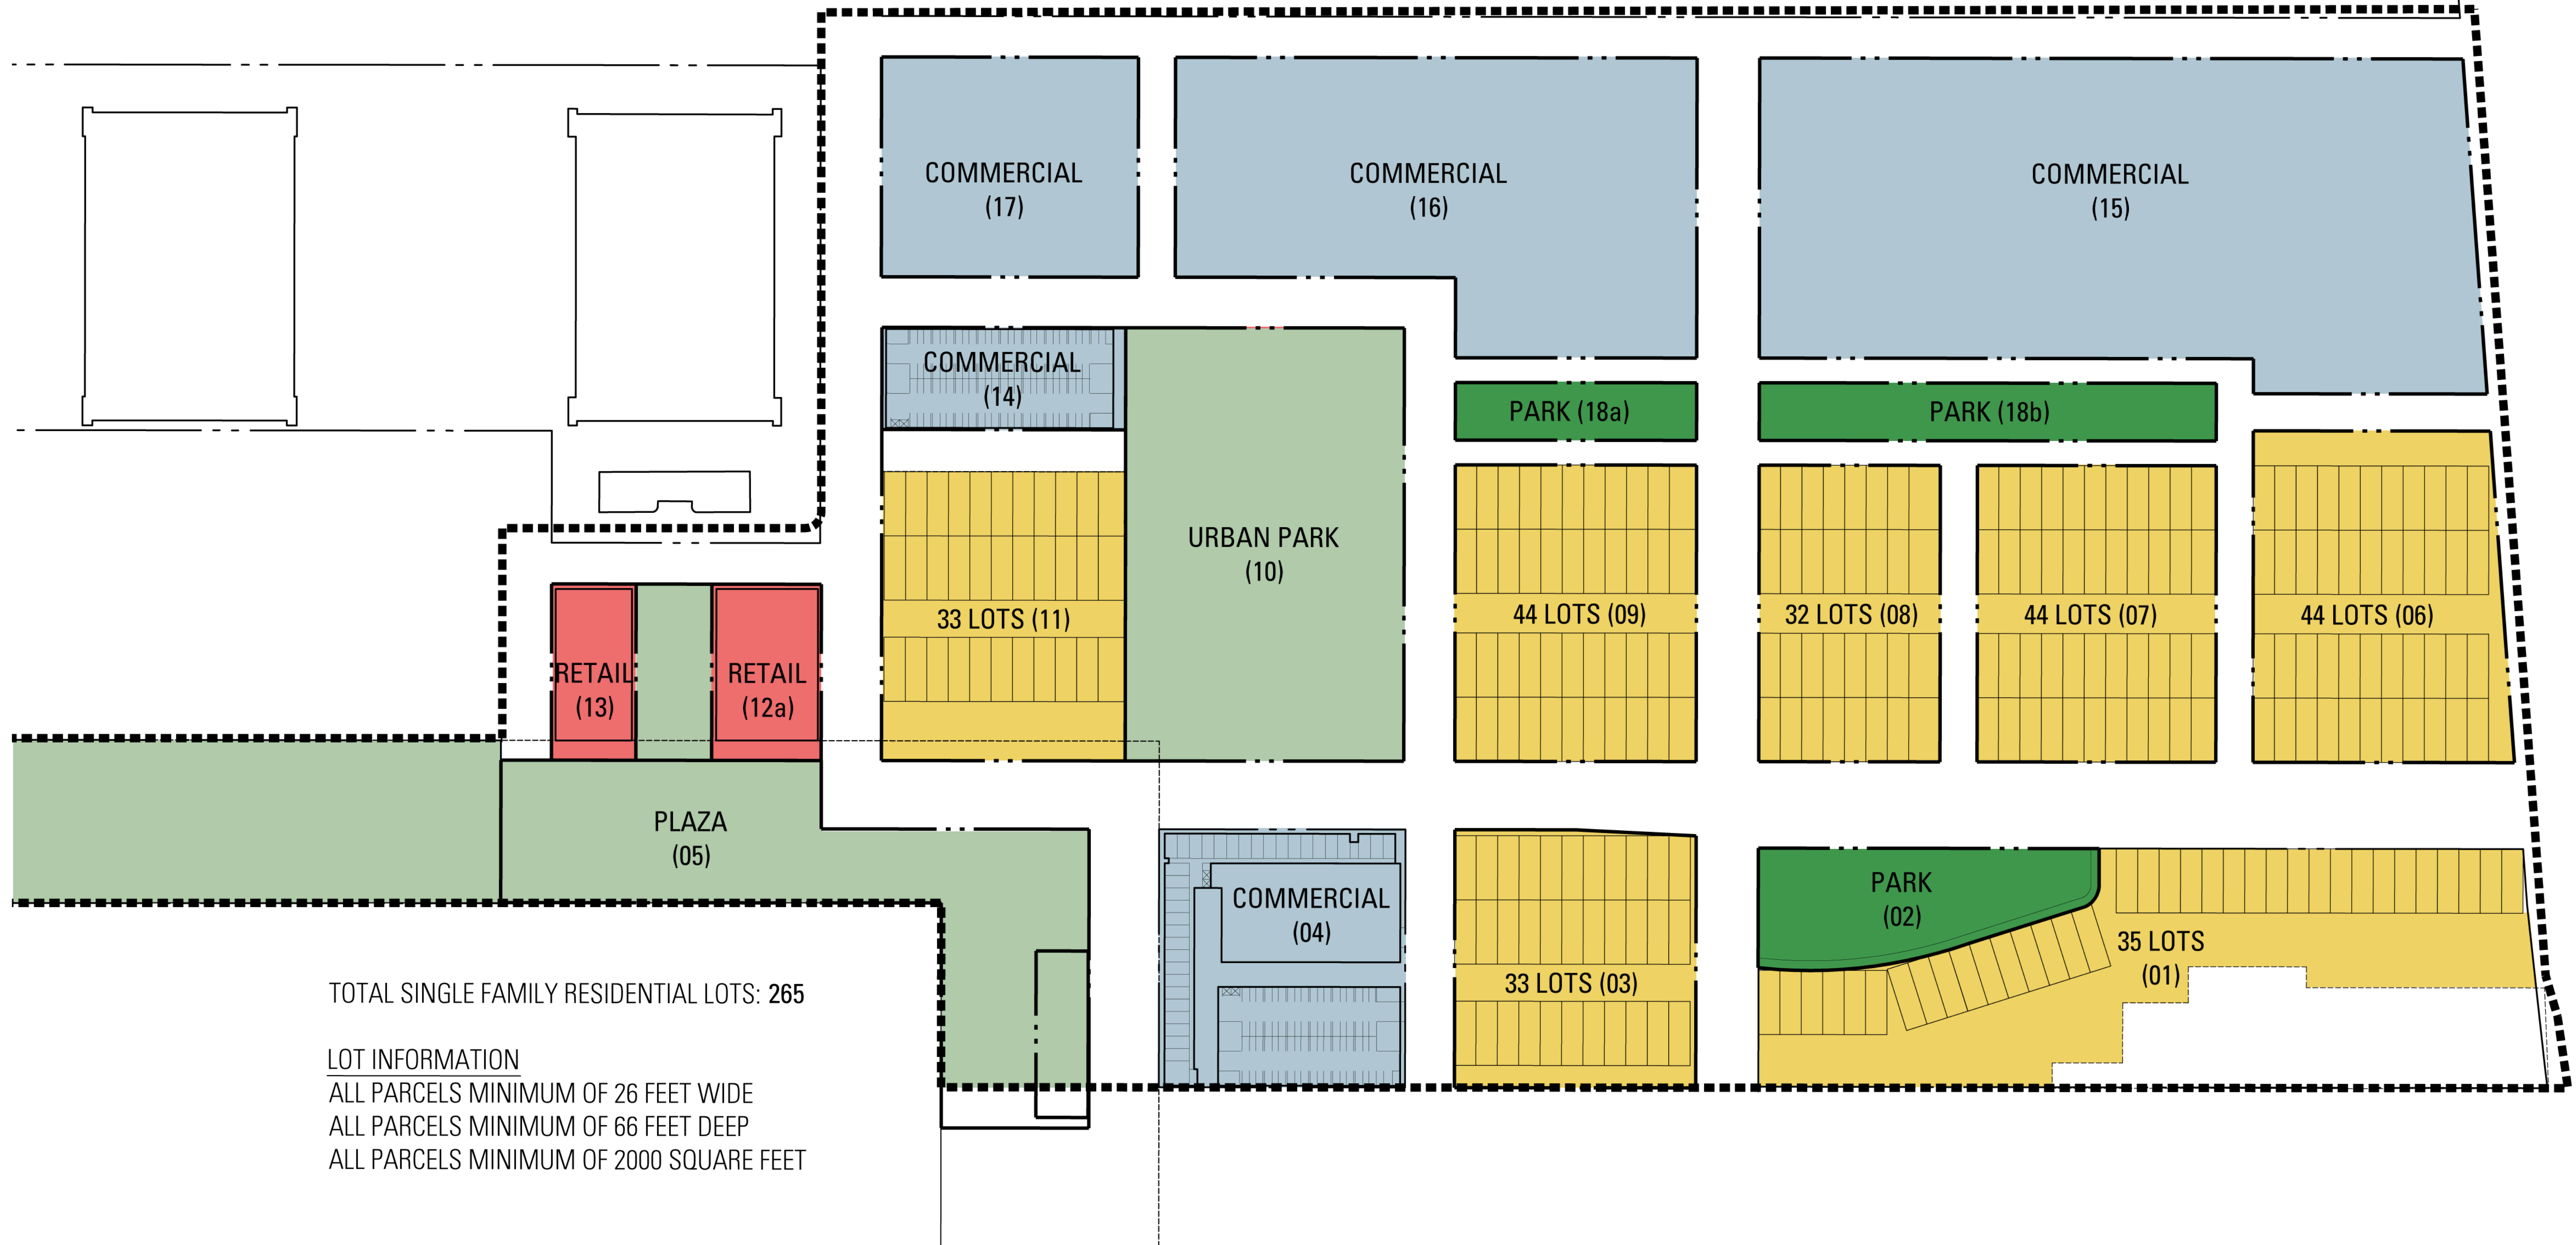 COMMERCIAL
(17)
COMMERCIAL
(16)
COMMERCIAL
(15)
COMMERCIAL
(14)
PARK (18a)
PARK (18b)
URBAN PARK
(10)
33 LOTS (11)
44 LOTS (09)
32 LOTS (08)
44 LOTS (07)
44 LOTS (06)
RETAIL
(13)
RETAIL
(12a)
PLAZA
(05)
COMMERCIAL
(04)
33 LOTS (03)
PARK
(02)
35 LOTS
(01)
TOTAL SINGLE FAMILY RESIDENTIAL LOTS: 265
LOT INFORMATION
ALL PARCELS MINIMUM OF 26 FEET WIDE
ALL PARCELS MINIMUM OF 66 FEET DEEP
ALL PARCELS MINIMUM OF 2000 SQUARE FEET